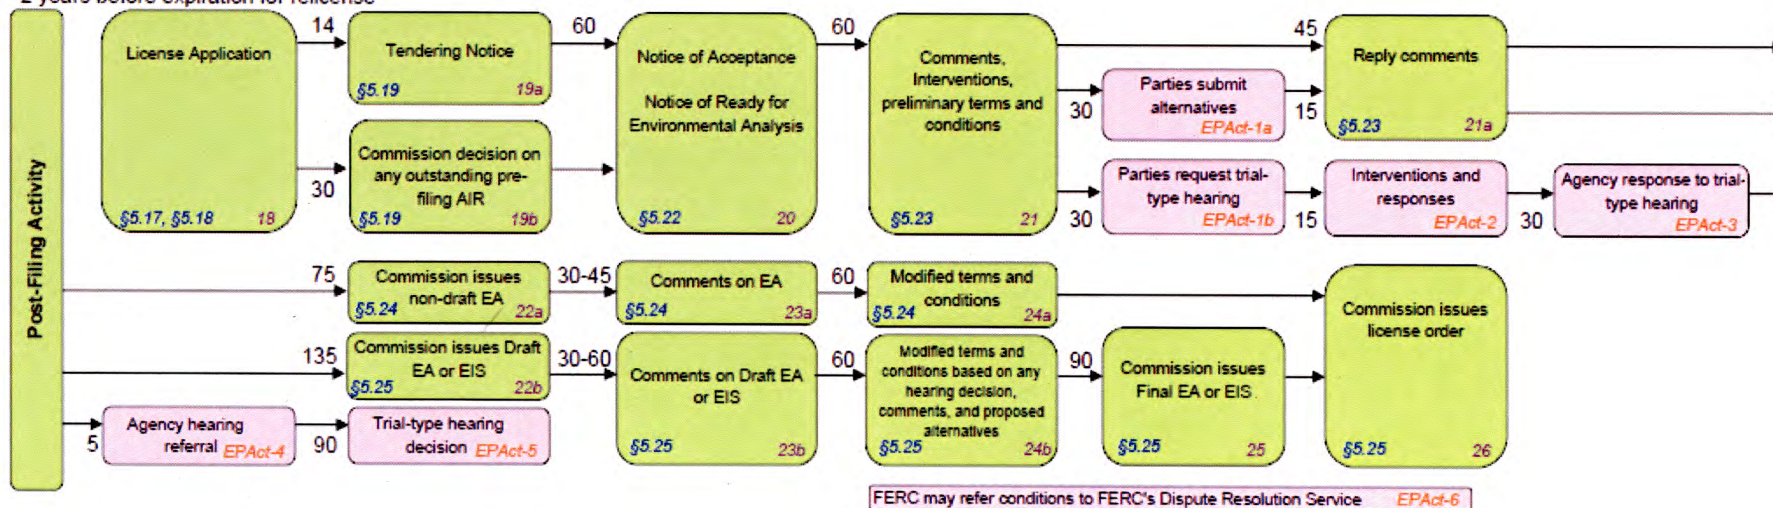 2 years before expiration for relicense
Post-Filing Activity
License Application
§5.17, §5.18 18
14
30
Tendering Notice
§5.19 19a
Commission decision on
any outstanding pre-
filing AIR
§5.19 19b
60
Notice of Acceptance
Notice of Ready for
Environmental Analysis
§5.22 20
60
Comments,
Interventions,
preliminary terms and
conditions
§5.23 21
45
30
Parties submit
alternatives
EPAct-1a
15
Reply comments
§5.23 21a
30
Parties request trial-
type hearing
EPAct-1b
15
Interventions and
responses
EPAct-2
30
Agency response to trial-
type hearing
EPAct-3
75
Commission issues
non-draft EA
§5.24 22a
30-45
Comments on EA
§5.24 23a
60
Modified terms and
conditions
§5.24 24a
135
Commission issues Draft
EA or EIS
§5.25 22b
30-60
Comments on Draft EA
or EIS
§5.25 23b
60
Modified terms and
conditions based on any
hearing decision,
comments, and proposed
alternatives
§5.25 24b
90
Commission issues
Final EA or EIS
§5.25 25
Commission issues
license order
§5.25 26
5
Agency hearing
referral EPAct-4
90
Trial-type hearing
decision EPAct-5
FERC may refer conditions to FERC's Dispute Resolution Service EPAct-6